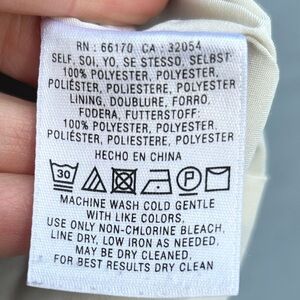 RN : 66170 CA : 32054
SELF, SOI, YO, SE STESSO, SELBST:
100% POLYESTER, POLYESTER,
POLIÉSTER, POLIESTERE, POLYESTER
LINING, DOUBLURE, FORRO,
FODERA, FUTTERSTOFF:
100% POLYESTER, POLYESTER,
POLIÉSTER, POLIESTERE, POLYESTER
HECHO EN CHINA
30 P
MACHINE WASH COLD GENTLE
WITH LIKE COLORS,
USE ONLY NON-CHLORINE BLEACH,
LINE DRY, LOW IRON AS NEEDED,
MAY BE DRY CLEANED,
FOR BEST RESULTS DRY CLEAN